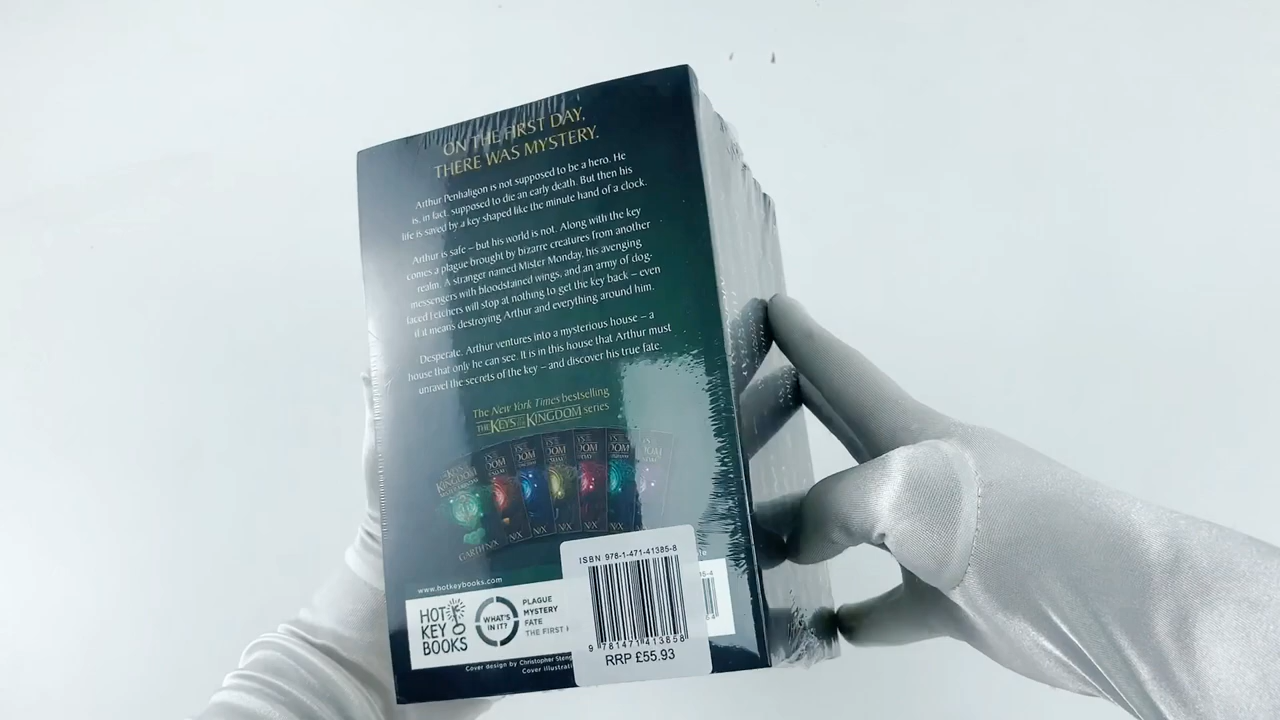 ON THE FIRST DAY,
THERE WAS MYSTERY.
Arthur Penhaligon is not supposed to be a hero. He
is, in fact, supposed to die an early death. But then his
life is saved by a key shaped like the minute hand of a clock.
Arthur is safe – but his world is not. Along with the key
comes a plague brought by bizarre creatures from another
realm. A stranger named Mister Monday, his avenging
messengers with bloodstained wings, and an army of dog-
faced Fetchers will stop at nothing to get the key back – even
if it means destroying Arthur and everything around him.
Desperate, Arthur ventures into a mysterious house – a
house that only he can see. It is in this house that Arthur must
unravel the secrets of the key – and discover his true fate.
The New York Times bestselling
THE KEYS TO THE KINGDOM series
GARTH NIX
www.hotkeybooks.com
HOT
KEY
BOOKS
WHAT'S
IN IT?
PLAGUE
MYSTERY
FATE
THE FIRST
ISBN 978-1-471-41385-8
9 781471 413858
RRP £55.93
Cover design by Christopher
Cover